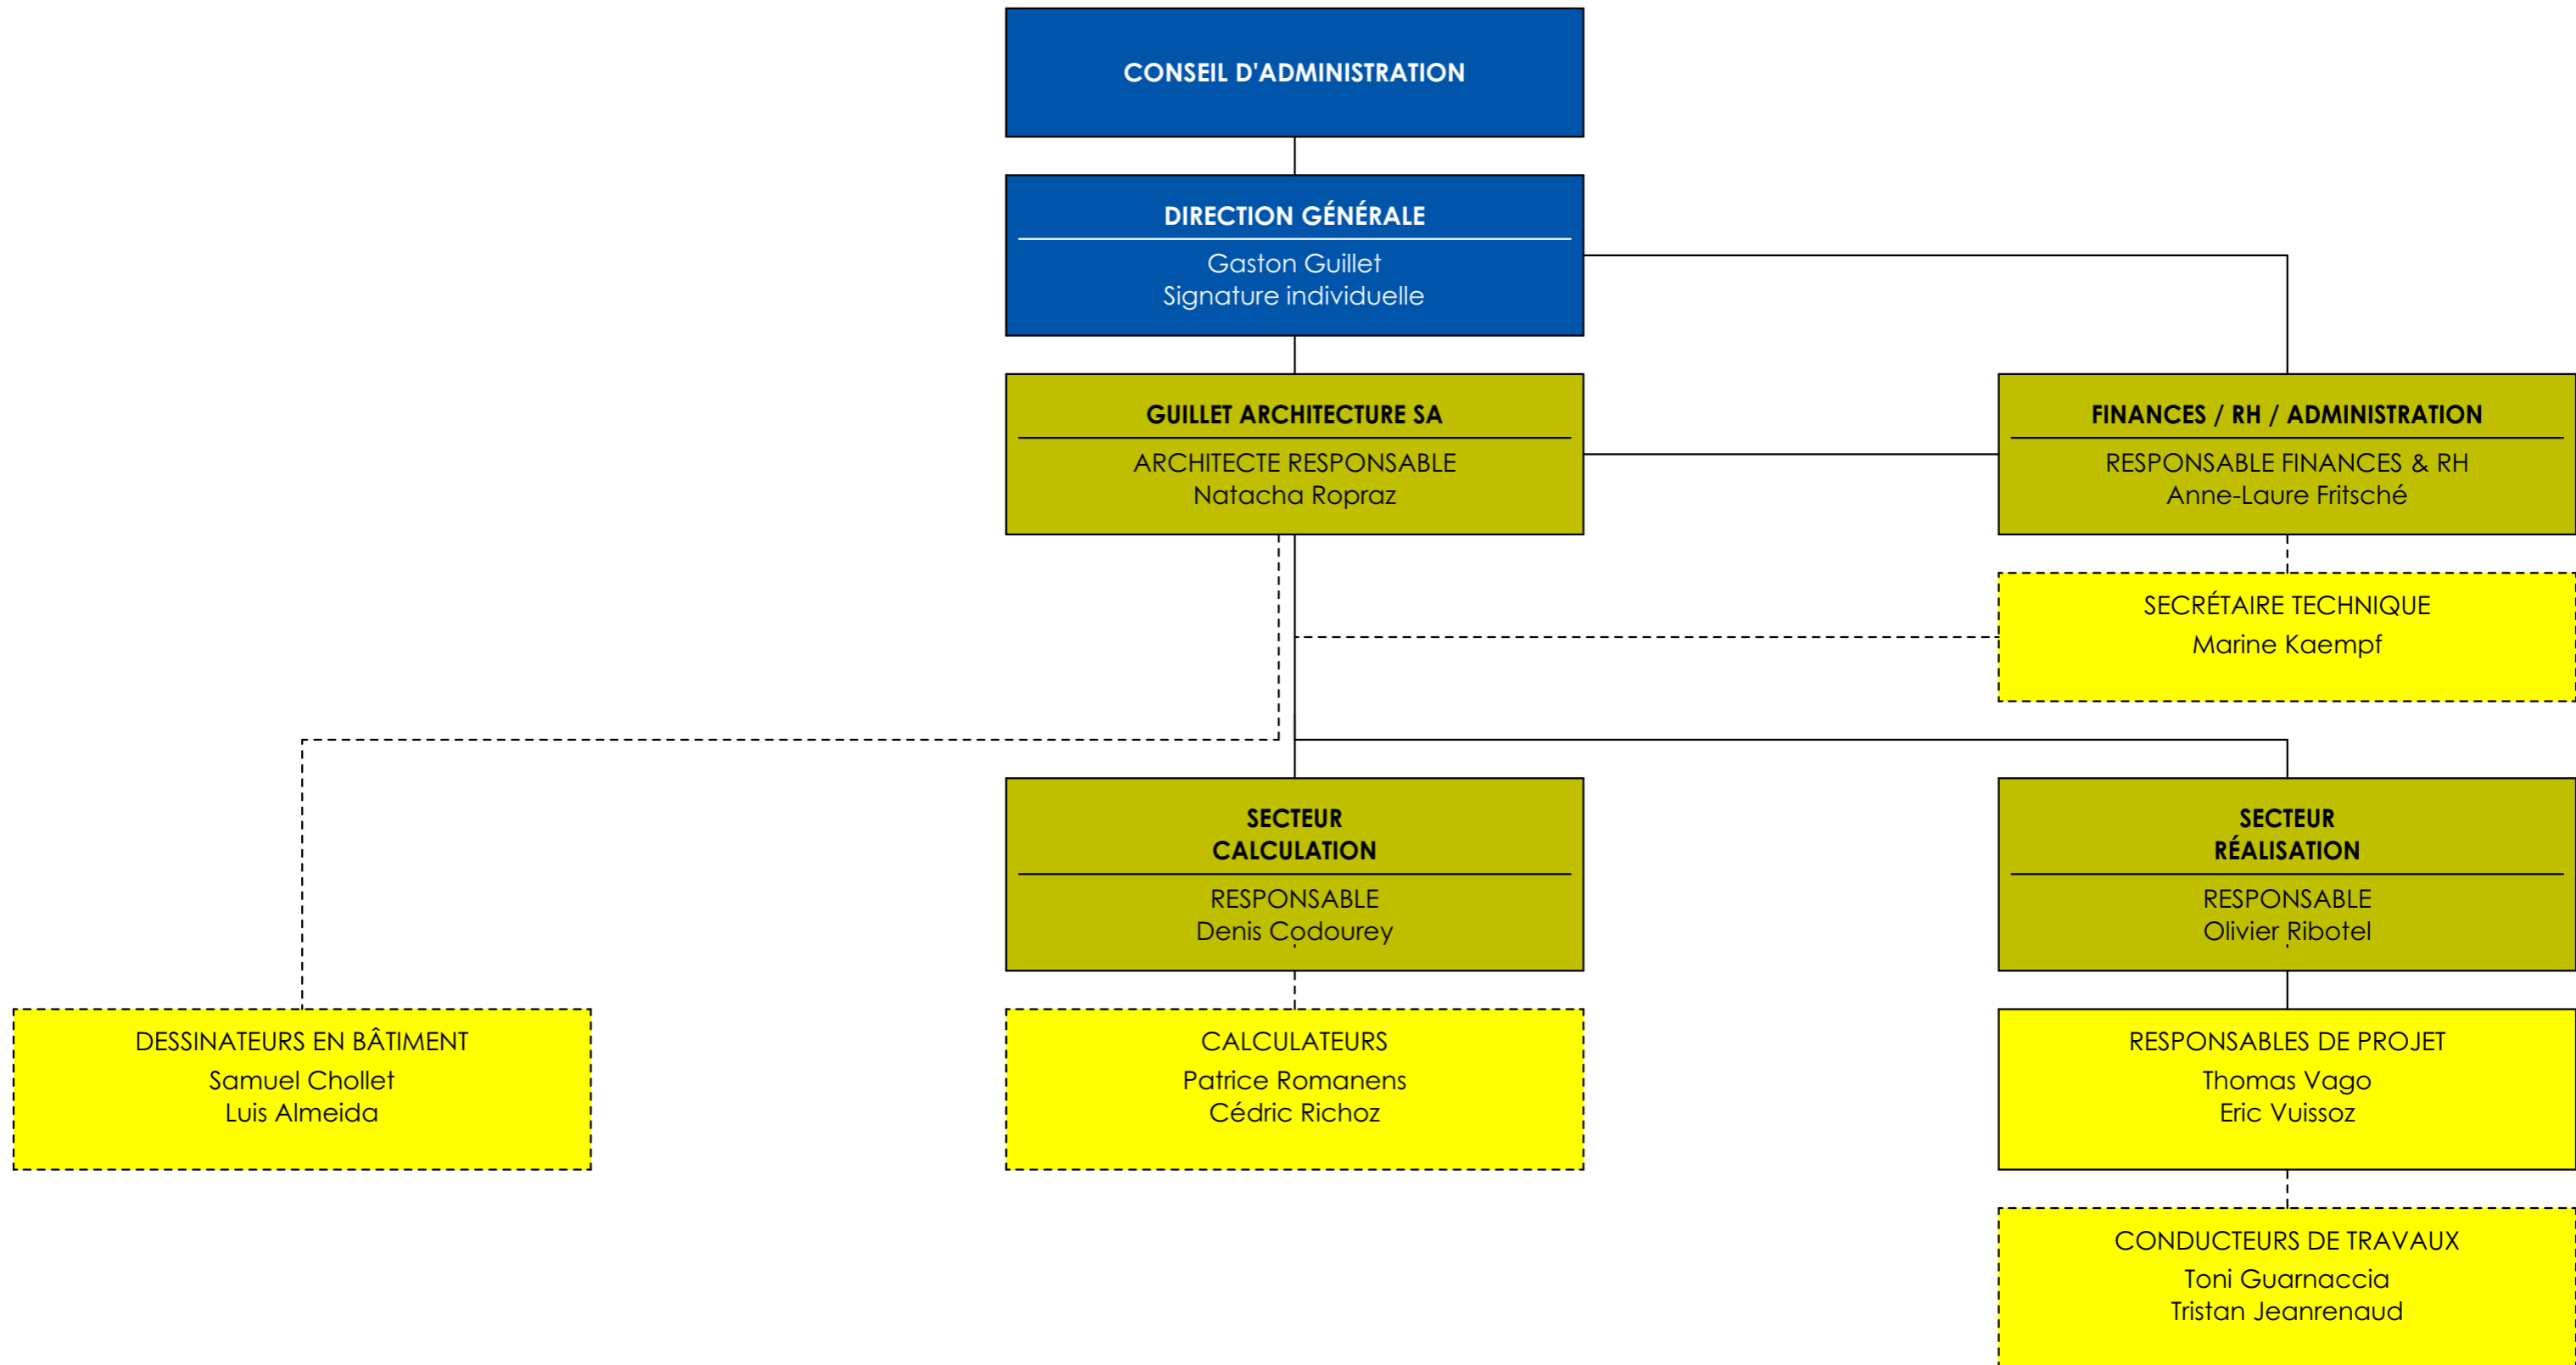 CONSEIL D'ADMINISTRATION
DIRECTION GÉNÉRALE
Gaston Guillet
Signature individuelle
GUILLET ARCHITECTURE SA
ARCHITECTE RESPONSABLE
Natacha Ropraz
FINANCES / RH / ADMINISTRATION
RESPONSABLE FINANCES & RH
Anne-Laure Fritsché
SECRÉTAIRE TECHNIQUE
Marine Kaempf
SECTEUR
CALCULATION
RESPONSABLE
Denis Codourey
SECTEUR
RÉALISATION
RESPONSABLE
Olivier Ribotel
DESSINATEURS EN BÂTIMENT
Samuel Chollet
Luis Almeida
CALCULATEURS
Patrice Romanens
Cédric Richoz
RESPONSABLES DE PROJET
Thomas Vago
Eric Vuissoz
CONDUCTEURS DE TRAVAUX
Toni Guarnaccia
Tristan Jeanrenaud